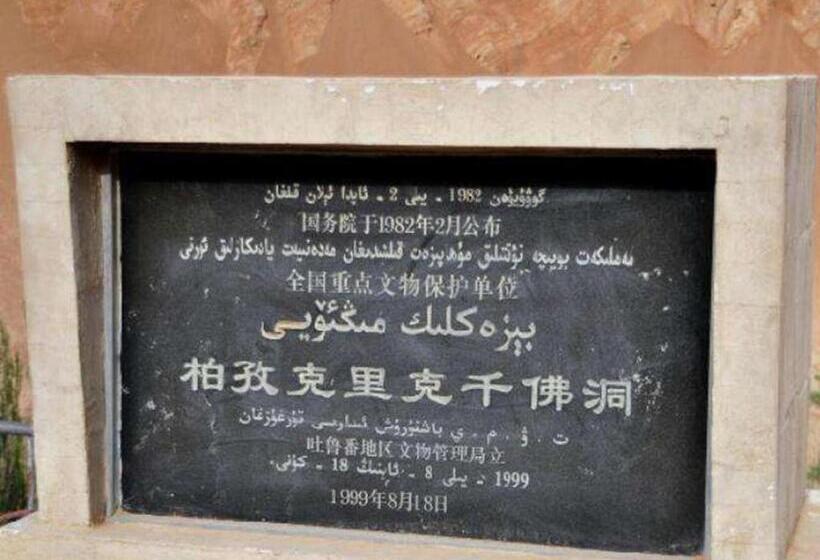 گوۋۇيۈەن 1982 - يىلى 2 - ئايدا ئېلان قىلغان
国务院于1982年2月公布
مەملىكەت بويىچە نۇقتىلىق مۇھاپىزەت قىلىنىدىغان مەدەنىيەت يادىكارلىق ئورنى
全国重点文物保护单位
بېزەكلىك مىڭئۆيى
柏孜克里克千佛洞
ت . ۋ . م . ي باشقۇرۇش ئىدارىسى تۇرغۇزغان
吐鲁番地区文物管理局立
1999 - يىلى 8 - ئاينىڭ 18 - كۈنى.
1999年8月18日